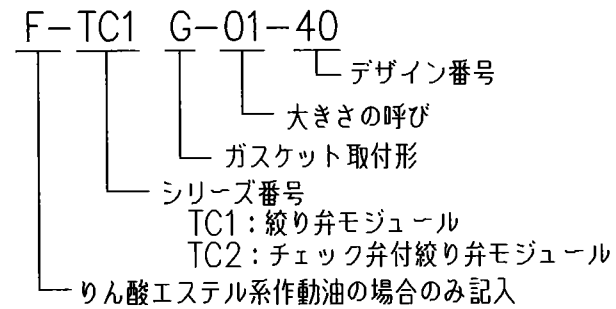 F-TC1 G-01-40
デザイン番号
大きさの呼び
ガスケット取付形
シリーズ番号
TC1：絞り弁モジュール
TC2：チェック弁付絞り弁モジュール
りん酸エステル系作動油の場合のみ記入